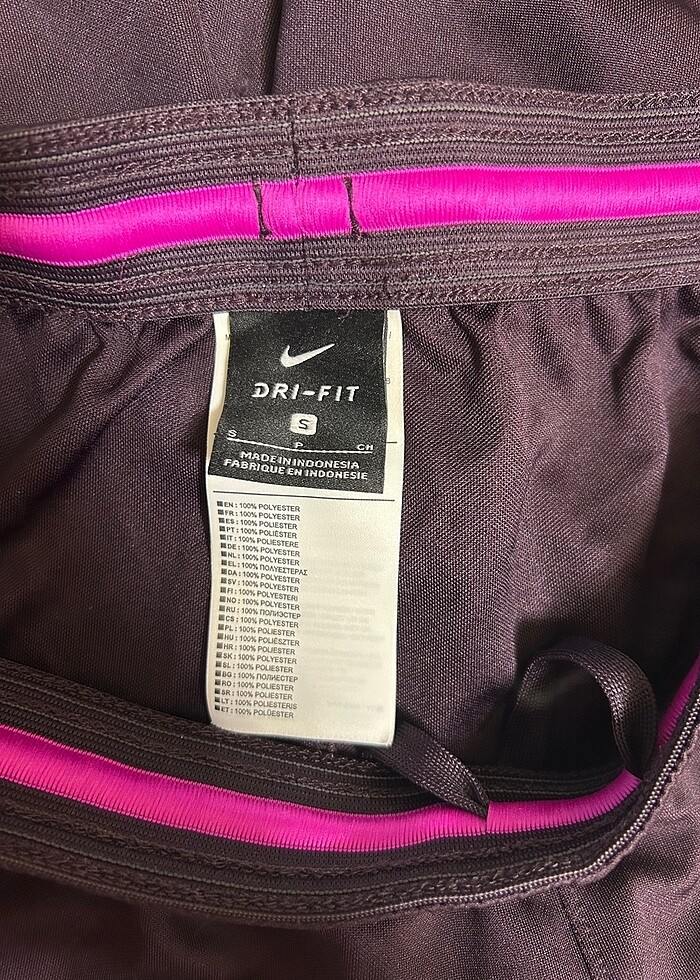 DRI-FIT
S
S P CH
MADE IN INDONESIA
FABRIQUE EN INDONESIE
EN : 100% POLYESTER
FR : 100% POLYESTER
ES : 100% POLIESTER
PT : 100% POLIÉSTER
IT : 100% POLIESTERE
DE : 100% POLYESTER
NL : 100% POLYESTER
EL : 100% ΠΟΛΥΕΣΤΕΡΑΣ
DA : 100% POLYESTER
SV : 100% POLYESTER
FI : 100% POLYESTERI
NO : 100% POLYESTER
RU : 100% ПОЛИЭСТЕР
CS : 100% POLYESTER
PL : 100% POLIESTER
HU : 100% POLIÉSZTER
HR : 100% POLIESTER
SK : 100% POLYESTER
SL : 100% POLIESTER
BG : 100% ПОЛИЕСТЕР
RO : 100% POLIESTER
SR : 100% POLIESTER
LT : 100% POLIESTERIS
ET : 100% POLÜESTER